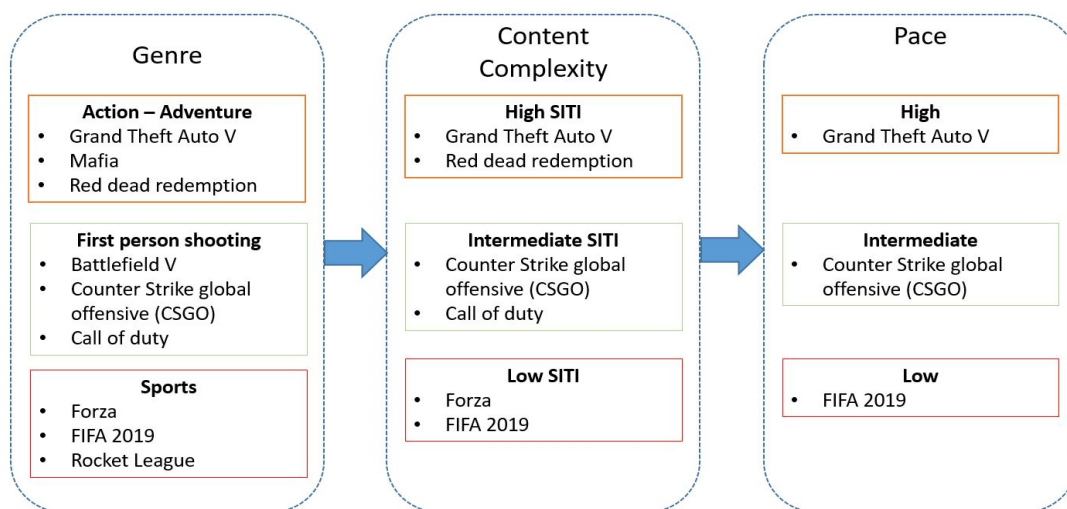 Genre
Action – Adventure
• Grand Theft Auto V
• Mafia
• Red dead redemption
First person shooting
• Battlefield V
• Counter Strike global
offensive (CSGO)
• Call of duty
Sports
• Forza
• FIFA 2019
• Rocket League
Content
Complexity
High SITI
• Grand Theft Auto V
• Red dead redemption
Intermediate SITI
• Counter Strike global
offensive (CSGO)
• Call of duty
Low SITI
• Forza
• FIFA 2019
Pace
High
• Grand Theft Auto V
Intermediate
• Counter Strike global
offensive (CSGO)
Low
• FIFA 2019